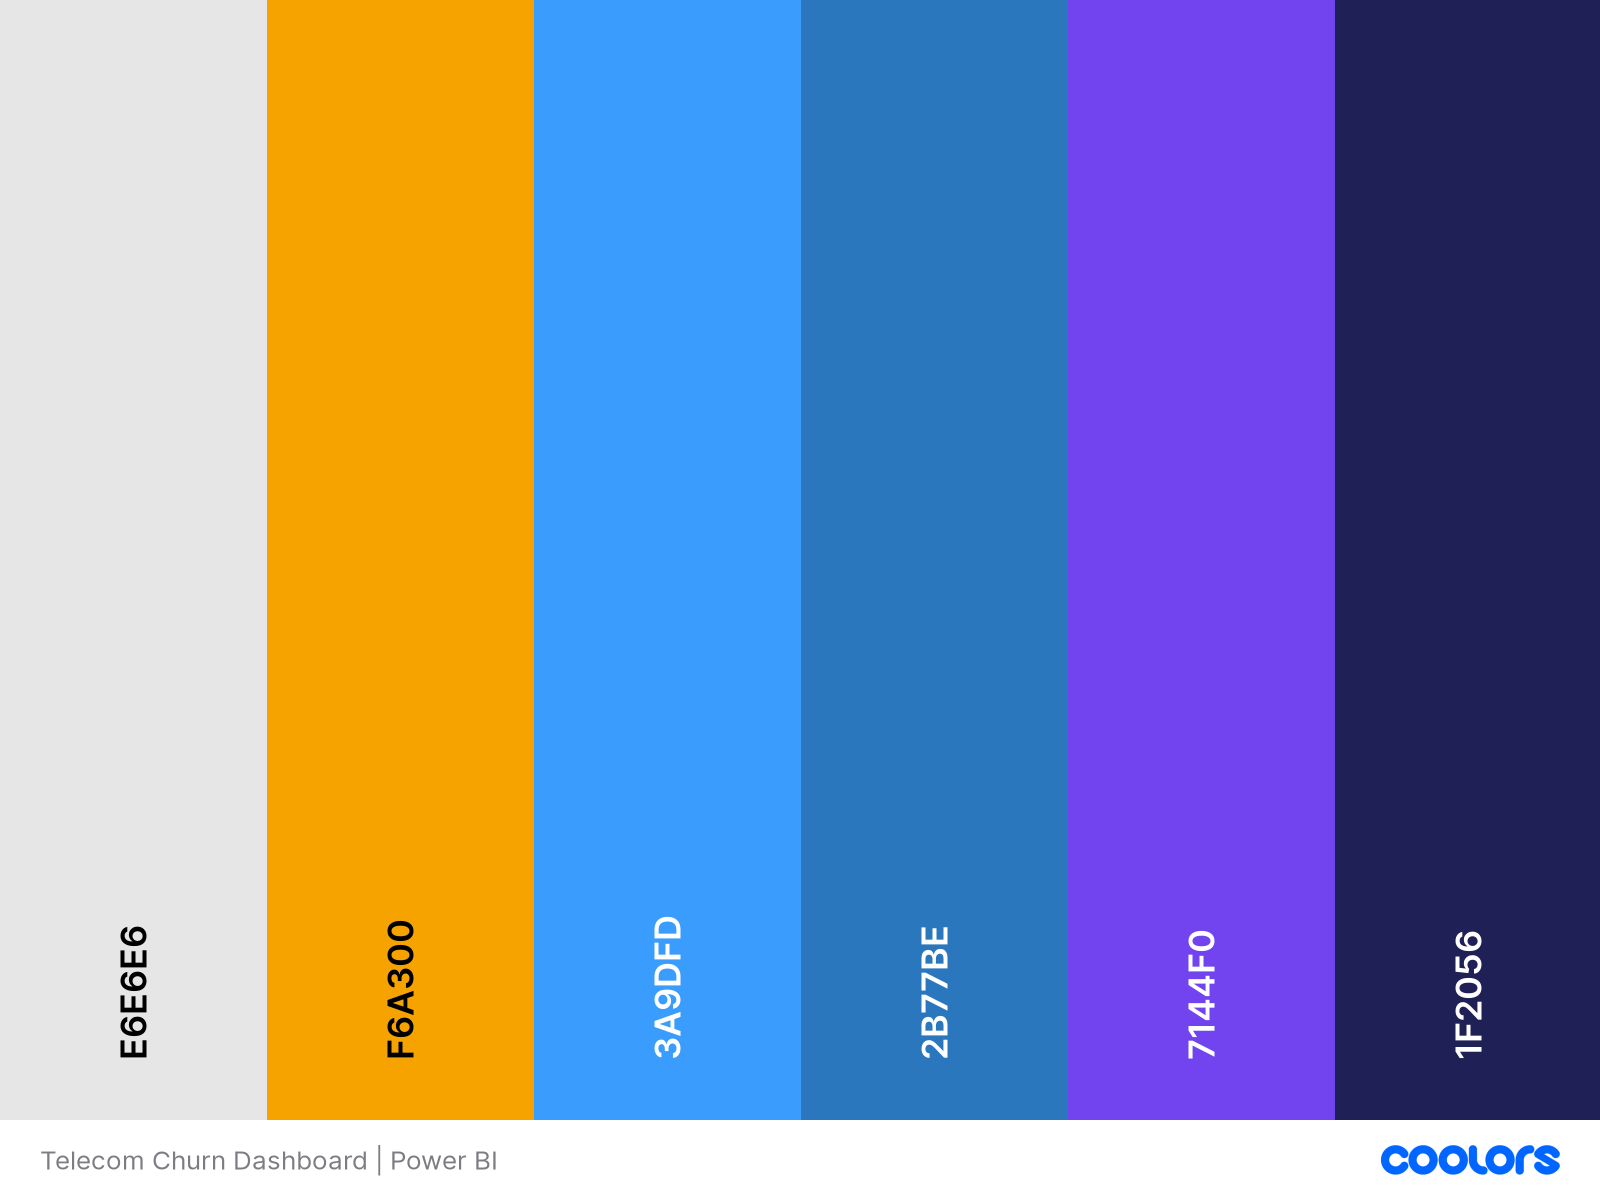 E6E6E6
F6A300
3A9DFD
2B77BE
7144F0
1F2056
Telecom Churn Dashboard | Power BI
coolors